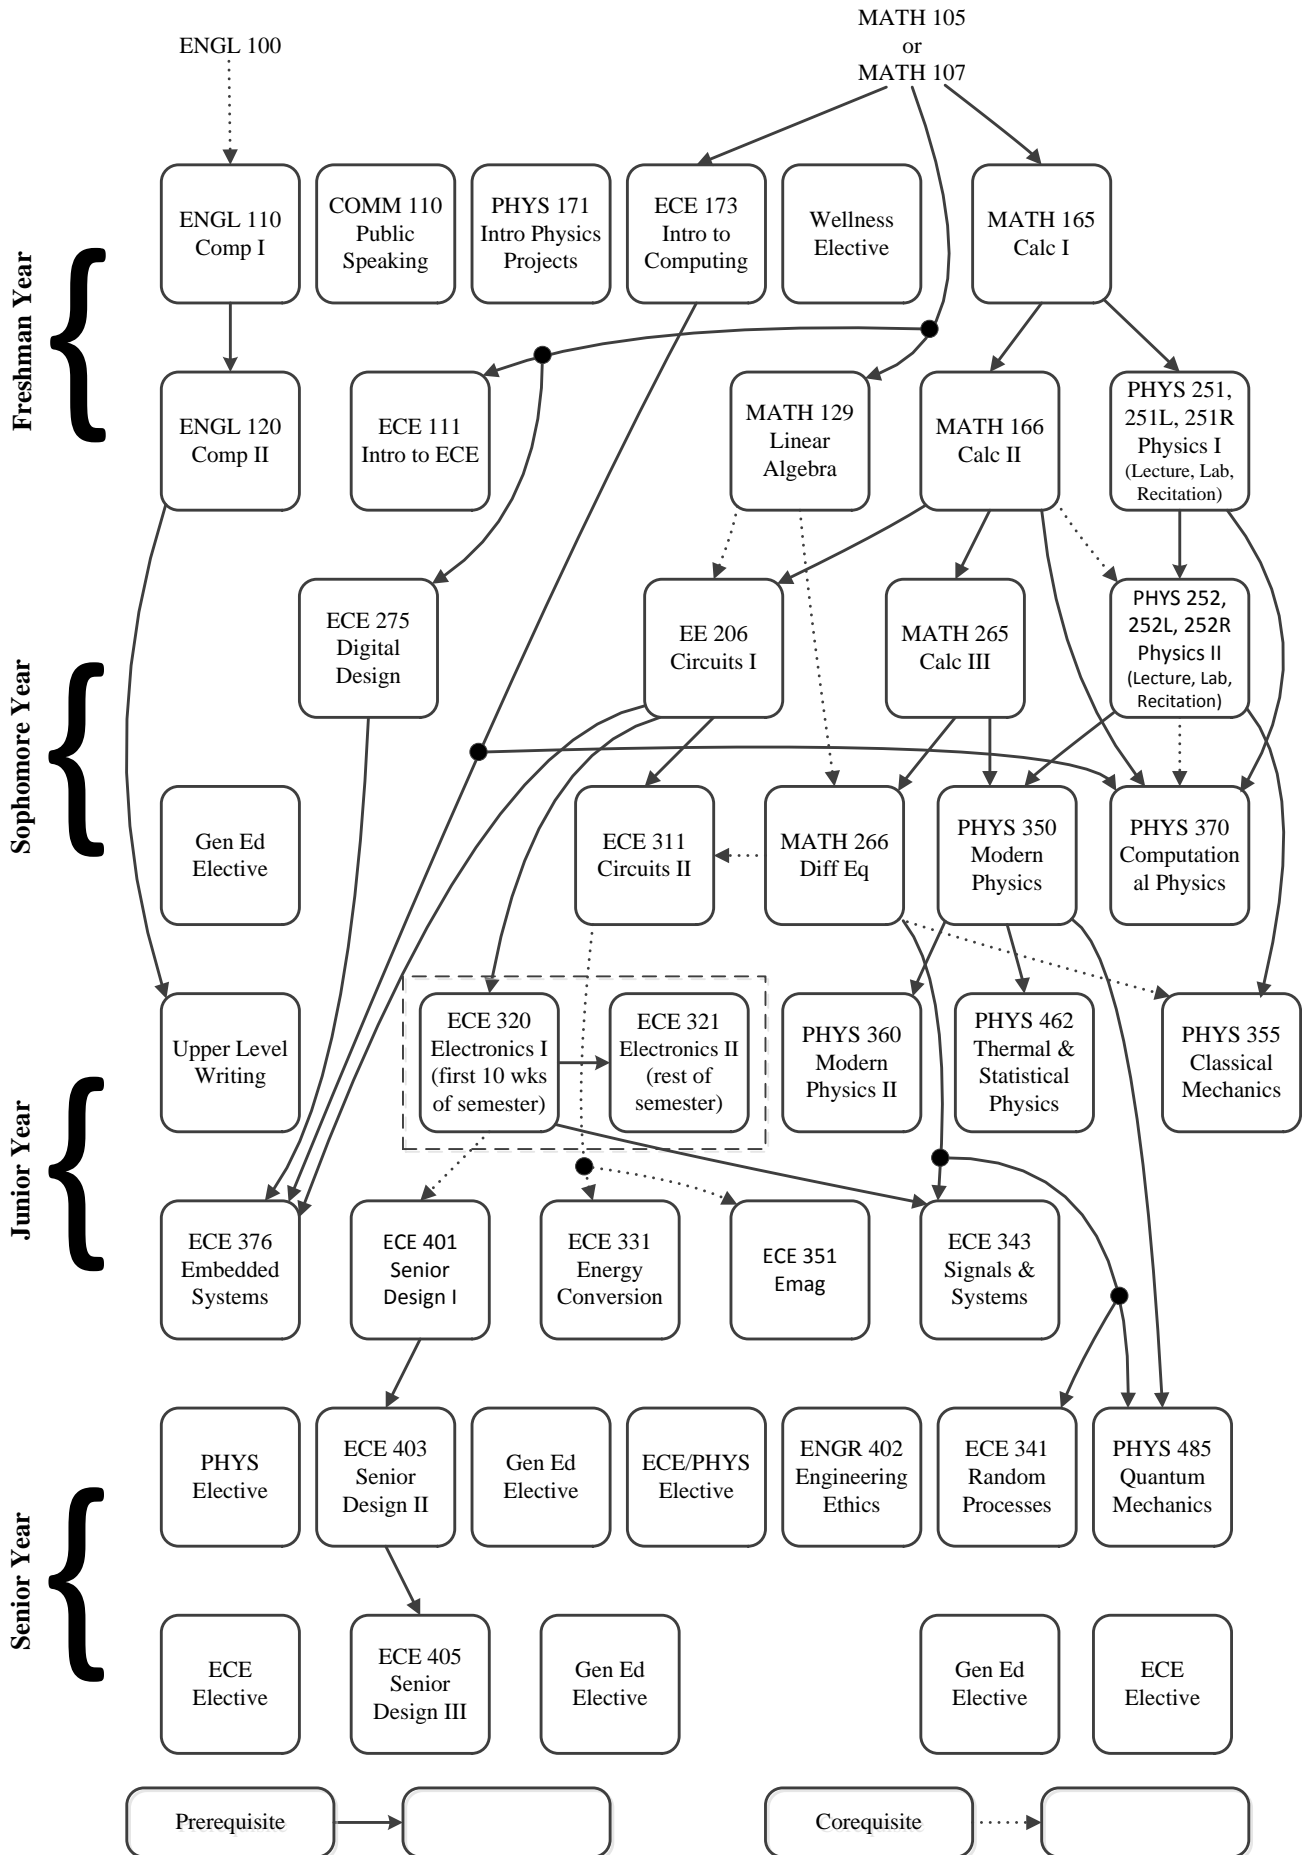 MATH 105
or
MATH 107
ENGL 100
Freshman Year
ENGL 110
Comp I
COMM 110
Public
Speaking
PHYS 171
Intro Physics
Projects
ECE 173
Intro to
Computing
Wellness
Elective
MATH 165
Calc I
ENGL 120
Comp II
ECE 111
Intro to ECE
MATH 129
Linear
Algebra
MATH 166
Calc II
PHYS 251,
251L, 251R
Physics I
(Lecture, Lab,
Recitation)
Sophomore Year
ECE 275
Digital
Design
EE 206
Circuits I
MATH 265
Calc III
PHYS 252,
252L, 252R
Physics II
(Lecture, Lab,
Recitation)
Gen Ed
Elective
ECE 311
Circuits II
MATH 266
Diff Eq
PHYS 350
Modern
Physics
PHYS 370
Computation
al Physics
Junior Year
Upper Level
Writing
ECE 320
Electronics I
(first 10 wks
of semester)
ECE 321
Electronics II
(rest of
semester)
PHYS 360
Modern
Physics II
PHYS 462
Thermal &
Statistical
Physics
PHYS 355
Classical
Mechanics
ECE 376
Embedded
Systems
ECE 401
Senior
Design I
ECE 331
Energy
Conversion
ECE 351
Emag
ECE 343
Signals &
Systems
Senior Year
PHYS
Elective
ECE 403
Senior
Design II
Gen Ed
Elective
ECE/PHYS
Elective
ENGR 402
Engineering
Ethics
ECE 341
Random
Processes
PHYS 485
Quantum
Mechanics
ECE
Elective
ECE 405
Senior
Design III
Gen Ed
Elective
Gen Ed
Elective
ECE
Elective
Prerequisite
Corequisite